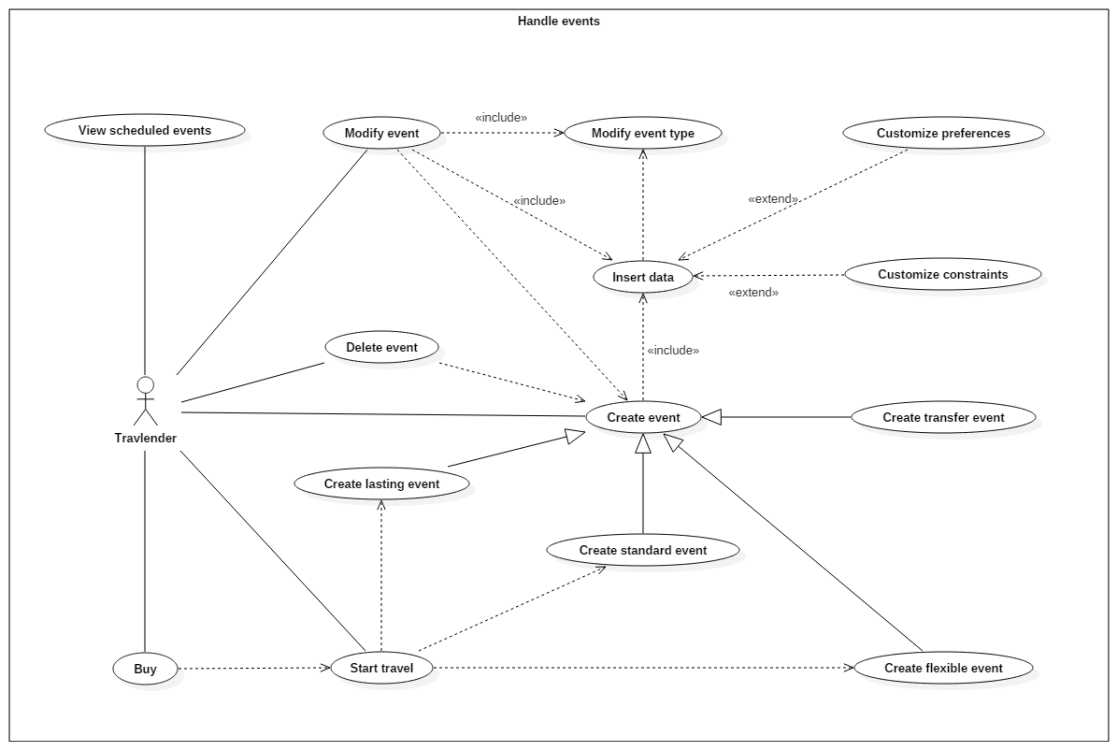 Handle events
View scheduled events
Modify event
«include»
Modify event type
Customize preferences
«include»
«extend»
Insert data
Customize constraints
«extend»
Delete event
«include»
Create event
Create transfer event
Travlender
Create lasting event
Create standard event
Buy
Start travel
Create flexible event